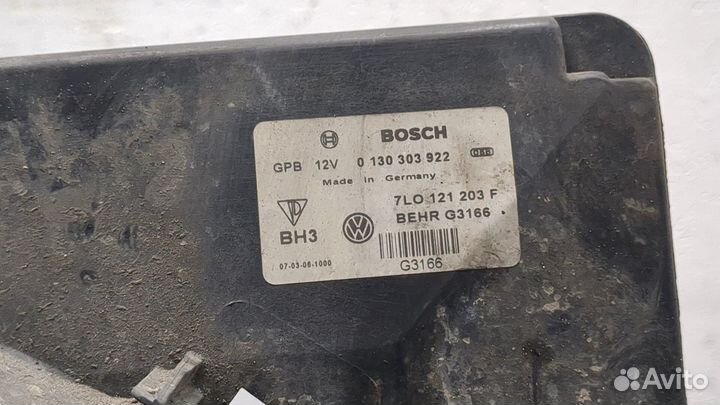 BOSCH
GPB 12V 0 130 303 922
Made in Germany
7L0 121 203 F
BEHR G3166
BH3
07-03-06-1000
G3166
Avito